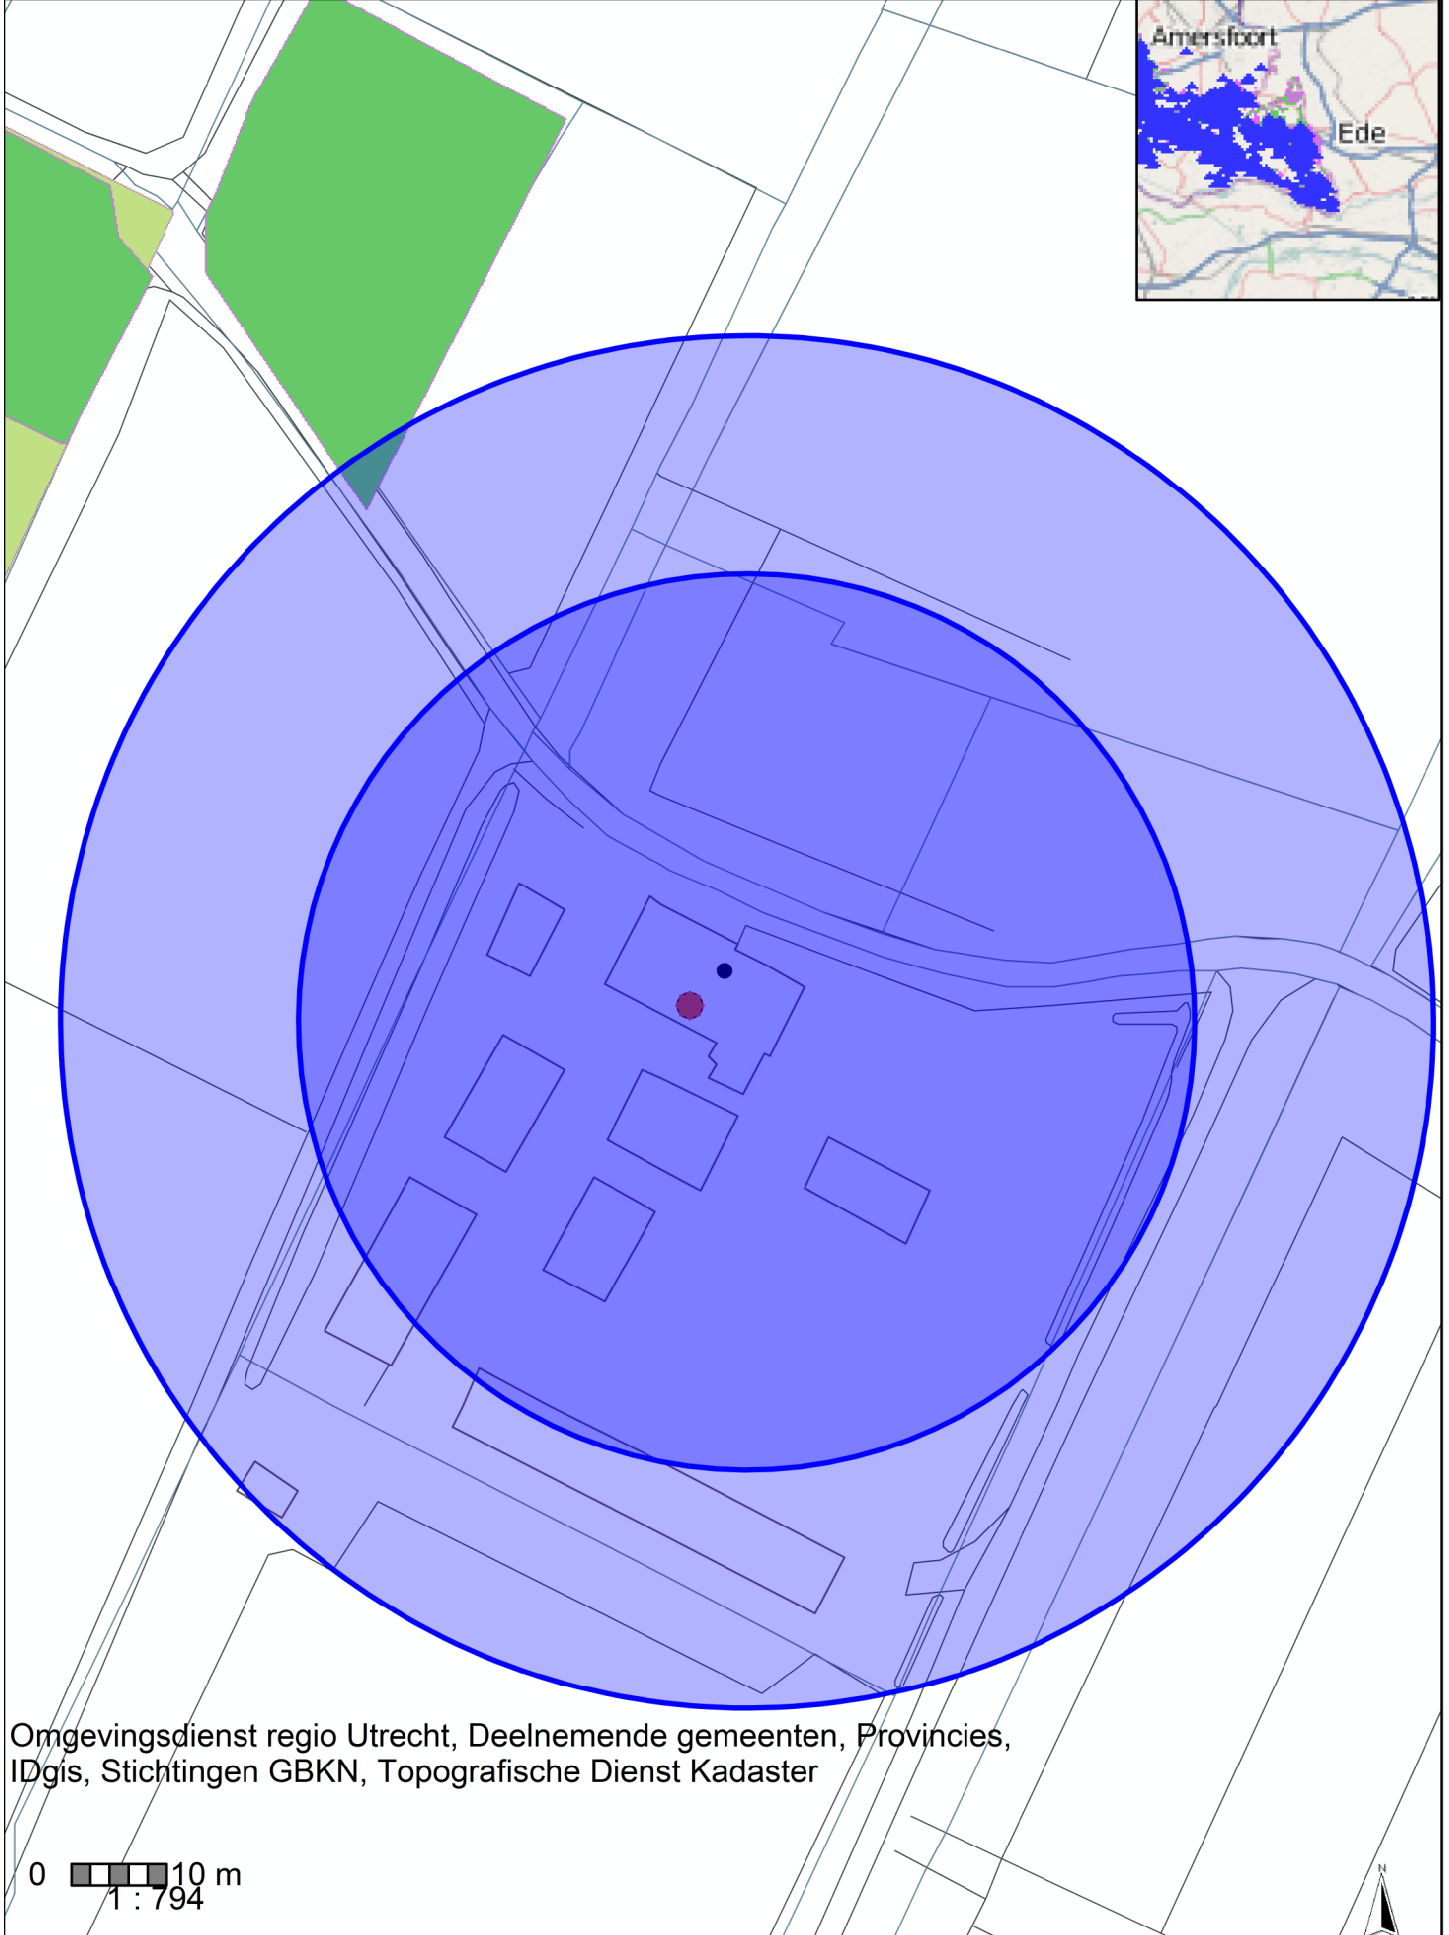 Amersfoort
Ede
Omgevingsdienst regio Utrecht, Deelnemende gemeenten, Provincies,
IDgis, Stichtingen GBKN, Topografische Dienst Kadaster
0 10 m
1 : 794
N